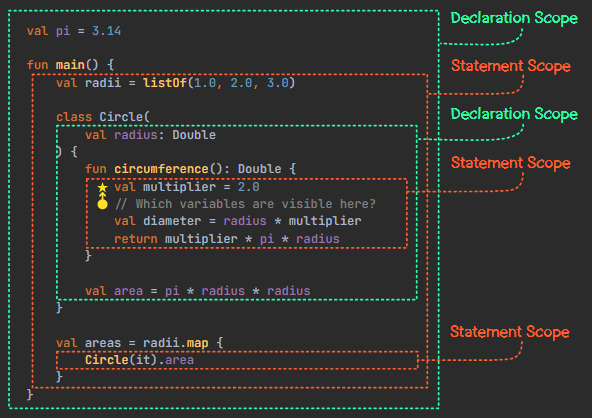 Declaration Scope
val pi = 3.14
fun main() {
Statement Scope
val radii = listOf(1.0, 2.0, 3.0)
class Circle(
Declaration Scope
val radius: Double
) {
fun circumference(): Double {
Statement Scope
val multiplier = 2.0
// Which variables are visible here?
val diameter = radius * multiplier
return multiplier * pi * radius
}
val area = pi * radius * radius
}
val areas = radii.map {
Statement Scope
Circle(it).area
}
}